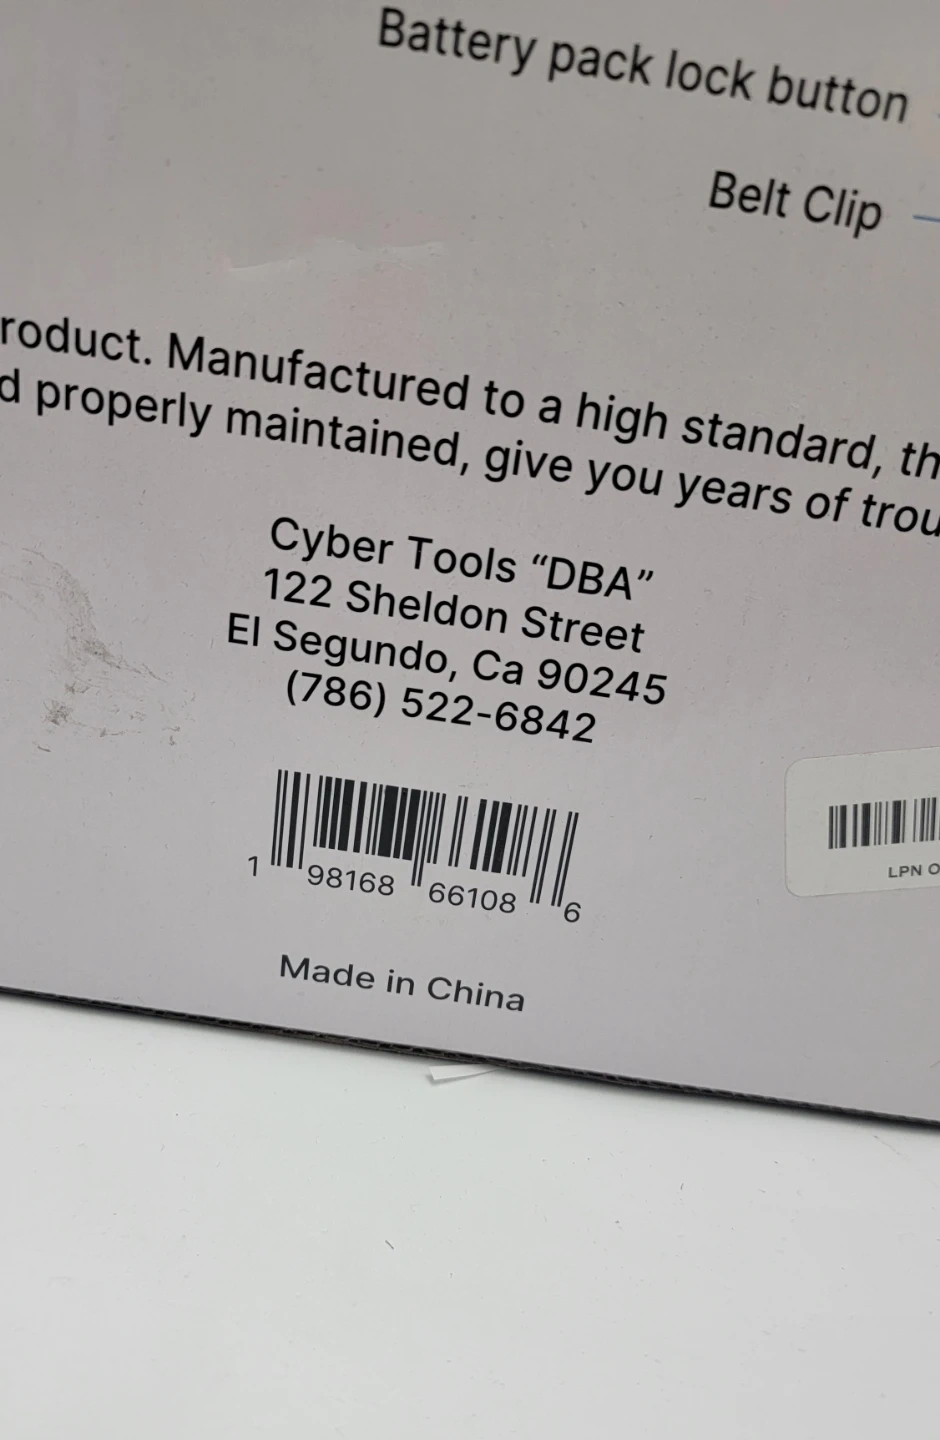 Battery pack lock button
Belt Clip
roduct. Manufactured to a high standard, th
d properly maintained, give you years of trou
Cyber Tools “DBA”
122 Sheldon Street
El Segundo, Ca 90245
(786) 522-6842
1 98168 66108 6
LPN
Made in China